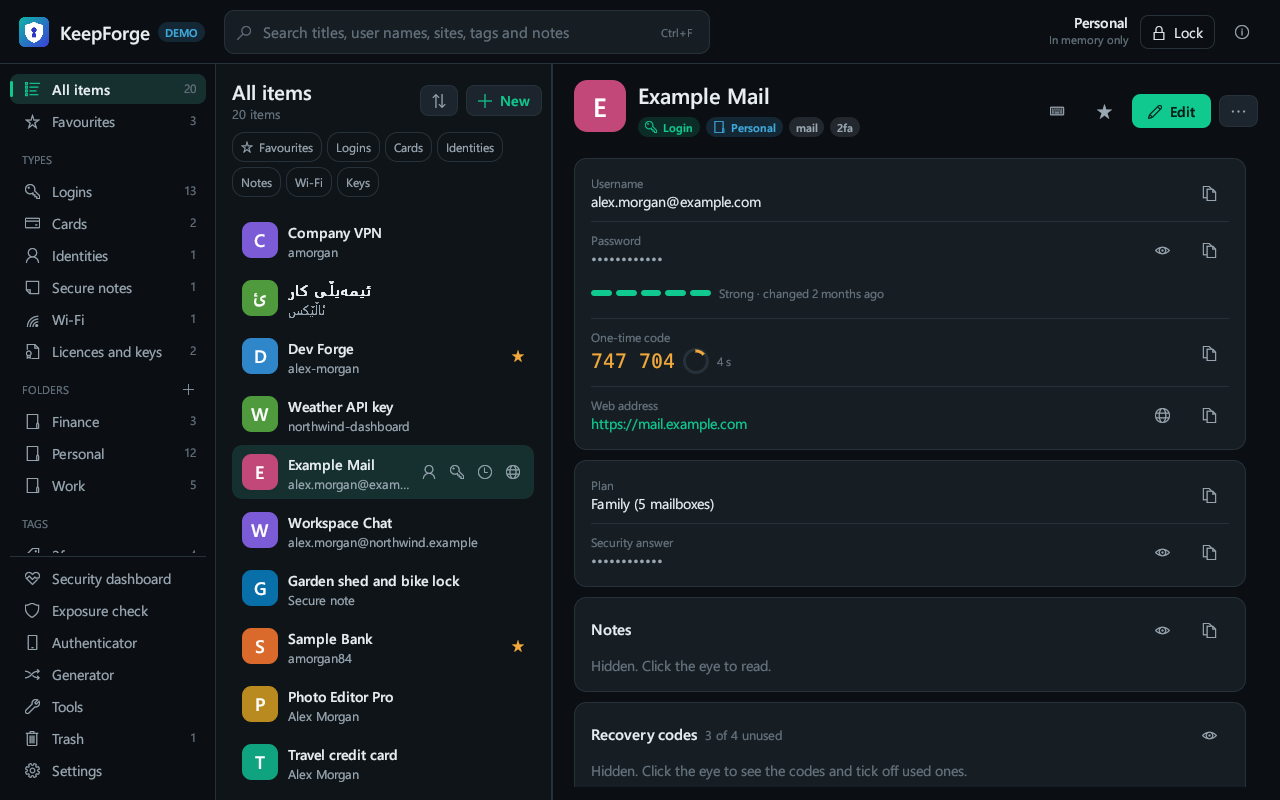 KeepForge DEMO
Search titles, user names, sites, tags and notes Ctrl+F
Personal
In memory only
Lock
All items 20
Favourites 3
TYPES
Logins 13
Cards 2
Identities 1
Secure notes 1
Wi-Fi 1
Licences and keys 2
FOLDERS
Finance 3
Personal 12
Work 5
TAGS
Security dashboard
Exposure check
Authenticator
Generator
Tools
Trash 1
Settings
All items
20 items
New
Favourites Logins Cards Identities
Notes Wi-Fi Keys
C Company VPN
amorgan
ئ ئیمەیڵی کار
ئاڵێکس
D Dev Forge
alex-morgan
W Weather API key
northwind-dashboard
E Example Mail
alex.morgan@exam...
W Workspace Chat
alex.morgan@northwind.example
G Garden shed and bike lock
Secure note
S Sample Bank
amorgan84
P Photo Editor Pro
Alex Morgan
T Travel credit card
Alex Morgan
E Example Mail
Login Personal mail 2fa
Edit
Username
alex.morgan@example.com
Password
••••••••••••
Strong · changed 2 months ago
One-time code
747 704 4 s
Web address
https://mail.example.com
Plan
Family (5 mailboxes)
Security answer
••••••••••••
Notes
Hidden. Click the eye to read.
Recovery codes 3 of 4 unused
Hidden. Click the eye to see the codes and tick off used ones.